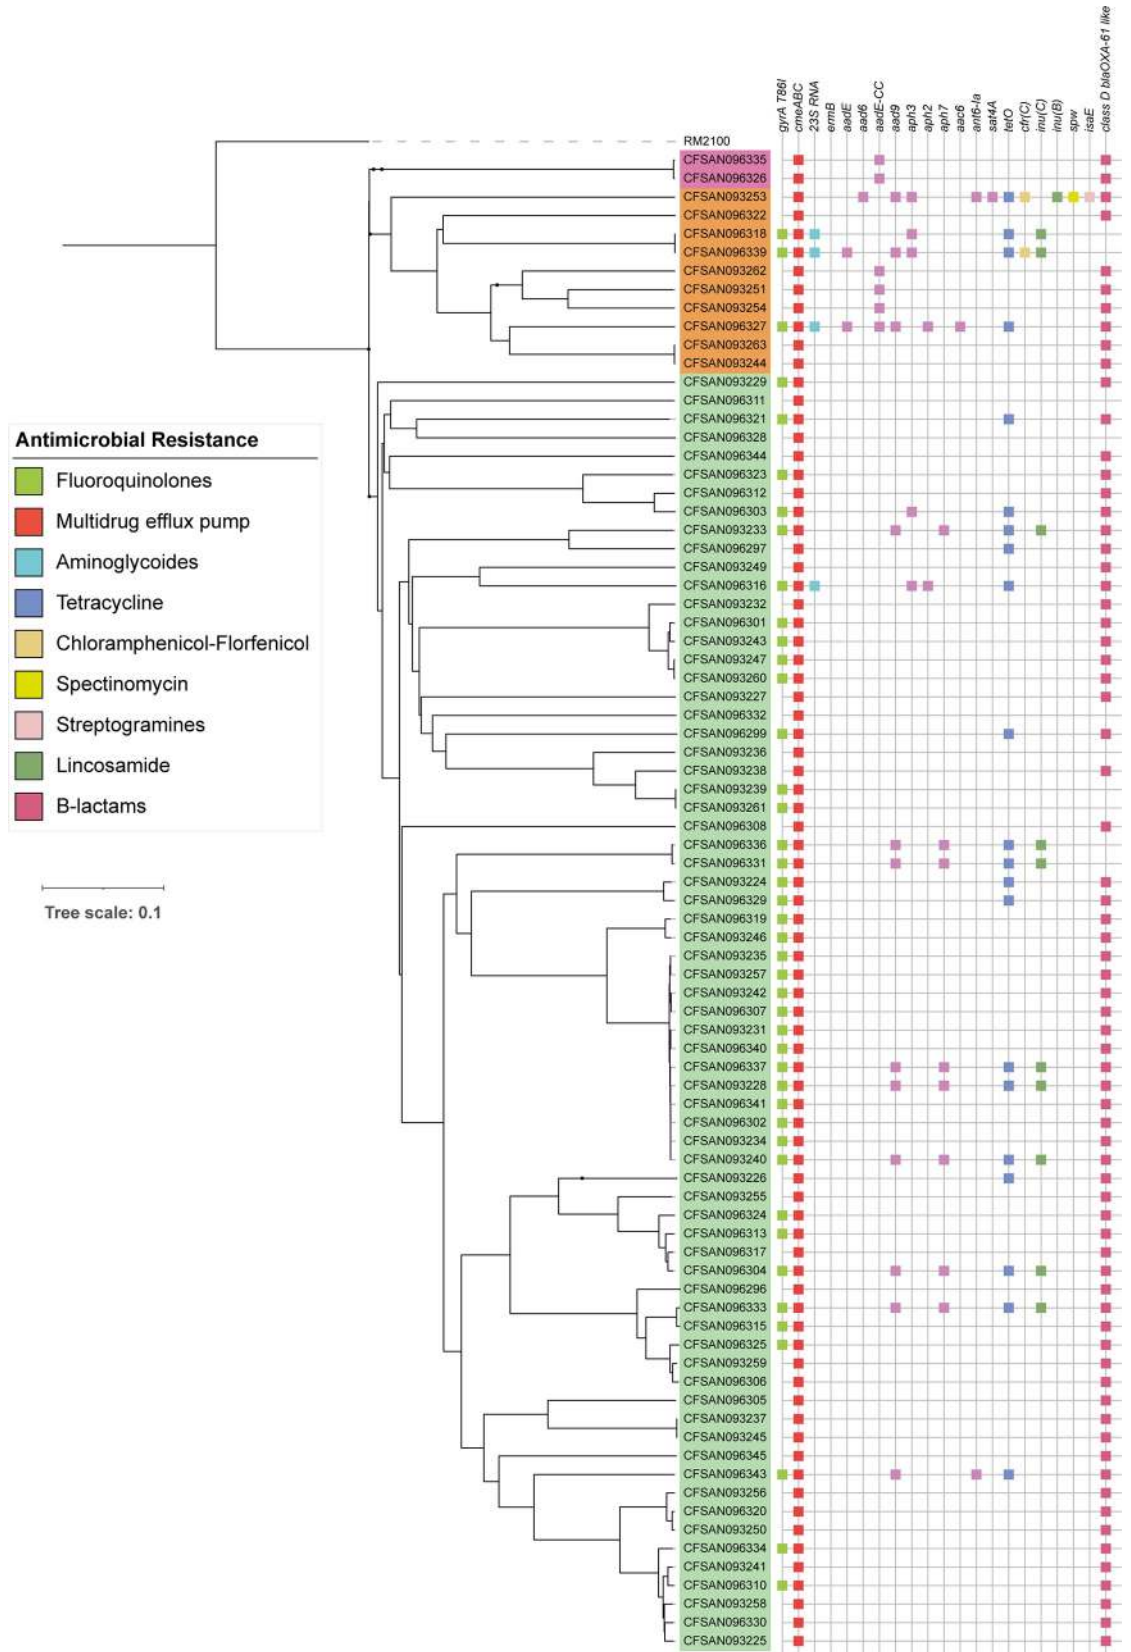 gyrA T86I
cmeABC
23S RNA
ermB
aadE
aad6
aadE-CC
aad9
aph3
aph2
aph7
aac6
ant6-Ia
sat4A
tetO
cfr(C)
inu(C)
inu(B)
spw
isaE
class D blaOXA-61 like
RM2100
CFSAN096335
CFSAN096326
CFSAN093253
CFSAN096322
CFSAN096318
CFSAN096339
CFSAN093262
CFSAN093251
CFSAN093254
CFSAN096327
CFSAN093263
CFSAN093244
CFSAN093229
CFSAN096311
CFSAN096321
CFSAN096328
CFSAN096344
CFSAN096323
CFSAN096312
CFSAN096303
CFSAN093233
CFSAN096297
CFSAN093249
CFSAN096316
CFSAN093232
CFSAN096301
CFSAN093243
CFSAN093247
CFSAN093260
CFSAN093227
CFSAN096332
CFSAN096299
CFSAN093236
CFSAN093238
CFSAN093239
CFSAN093261
CFSAN096308
CFSAN096336
CFSAN096331
CFSAN093224
CFSAN096329
CFSAN096319
CFSAN093246
CFSAN093235
CFSAN093257
CFSAN093242
CFSAN096307
CFSAN093231
CFSAN096340
CFSAN096337
CFSAN093228
CFSAN096341
CFSAN096302
CFSAN093234
CFSAN093240
CFSAN093226
CFSAN093255
CFSAN096324
CFSAN096313
CFSAN096317
CFSAN096304
CFSAN096296
CFSAN096333
CFSAN096315
CFSAN096325
CFSAN093259
CFSAN096306
CFSAN096305
CFSAN093237
CFSAN093245
CFSAN096345
CFSAN096343
CFSAN093256
CFSAN096320
CFSAN093250
CFSAN096334
CFSAN093241
CFSAN096310
CFSAN093258
CFSAN096330
CFSAN093225
Antimicrobial Resistance
Fluoroquinolones
Multidrug efflux pump
Aminoglycoides
Tetracycline
Chloramphenicol-Florfenicol
Spectinomycin
Streptogramines
Lincosamide
B-lactams
Tree scale: 0.1